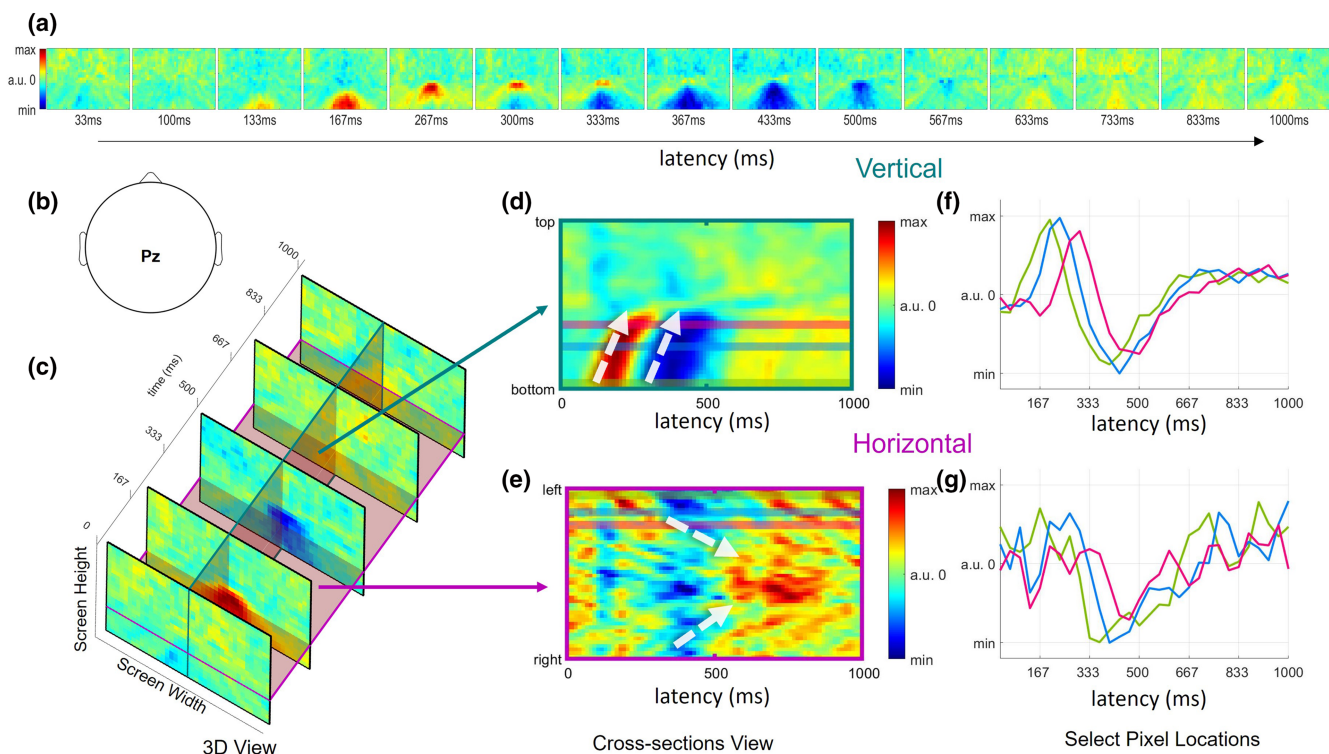 (a)
max
a.u. 0
min
33ms 100ms 133ms 167ms 267ms 300ms 333ms 367ms 433ms 500ms 567ms 633ms 733ms 833ms 1000ms
latency (ms)
Vertical
(b)
Pz
(c)
time (ms)
0
167
333
500
667
833
1000
Screen Height
Screen Width
3D View
(d)
top
bottom
0 500 1000
latency (ms)
max
a.u. 0
min
Horizontal
(e)
left
right
0 500 1000
latency (ms)
max
a.u. 0
min
Cross-sections View
(f)
max
a.u. 0
min
167 333 500 667 833 1000
latency (ms)
(g)
max
a.u. 0
min
167 333 500 667 833 1000
latency (ms)
Select Pixel Locations